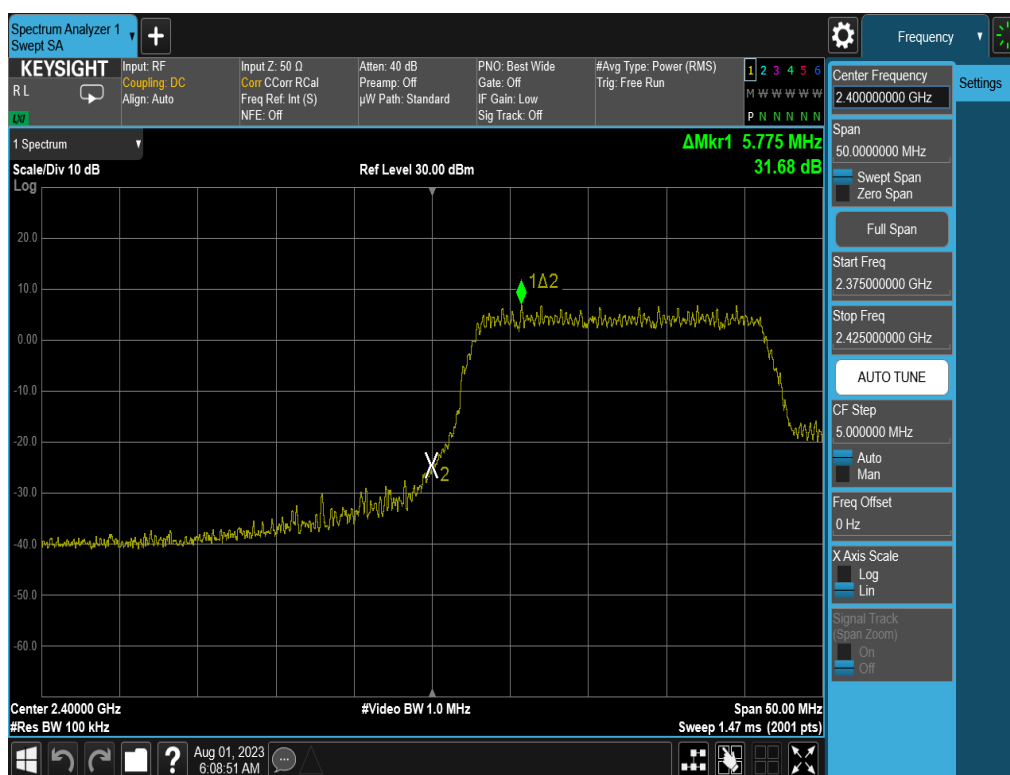 Spectrum Analyzer 1
Swept SA
Frequency
KEYSIGHT
R L
LXI
Input: RF
Coupling: DC
Align: Auto
Input Z: 50 Ω
Corr CCorr RCal
Freq Ref: Int (S)
NFE: Off
Atten: 40 dB
Preamp: Off
µW Path: Standard
PNO: Best Wide
Gate: Off
IF Gain: Low
Sig Track: Off
#Avg Type: Power (RMS)
Trig: Free Run
1 2 3 4 5 6
M W W W W W
P N N N N N
1 Spectrum
ΔMkr1 5.775 MHz
31.68 dB
Scale/Div 10 dB
Ref Level 30.00 dBm
Log
20.0
10.0
0.00
-10.0
-20.0
-30.0
-40.0
-50.0
-60.0
1Δ2
2
Center 2.40000 GHz
#Video BW 1.0 MHz
Span 50.00 MHz
#Res BW 100 kHz
Sweep 1.47 ms (2001 pts)
Aug 01, 2023
6:08:51 AM
Center Frequency
2.400000000 GHz
Settings
Span
50.0000000 MHz
Swept Span
Zero Span
Full Span
Start Freq
2.375000000 GHz
Stop Freq
2.425000000 GHz
AUTO TUNE
CF Step
5.000000 MHz
Auto
Man
Freq Offset
0 Hz
X Axis Scale
Log
Lin
Signal Track
(Span Zoom)
On
Off